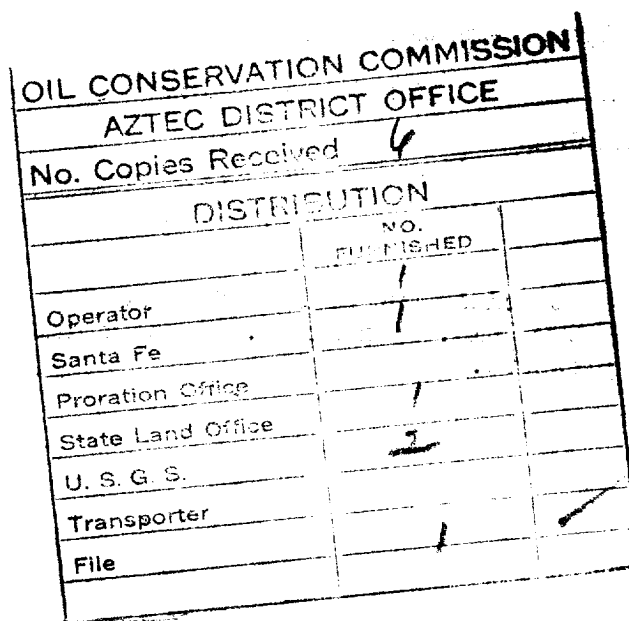 OIL CONSERVATION COMMISSION
AZTEC DISTRICT OFFICE
No. Copies Received 6
DISTRIBUTION
NO.
FURNISHED
Operator 1
Santa Fe 1
Proration Office
State Land Office 1
U. S. G. S. 2
Transporter
File 1 ✓